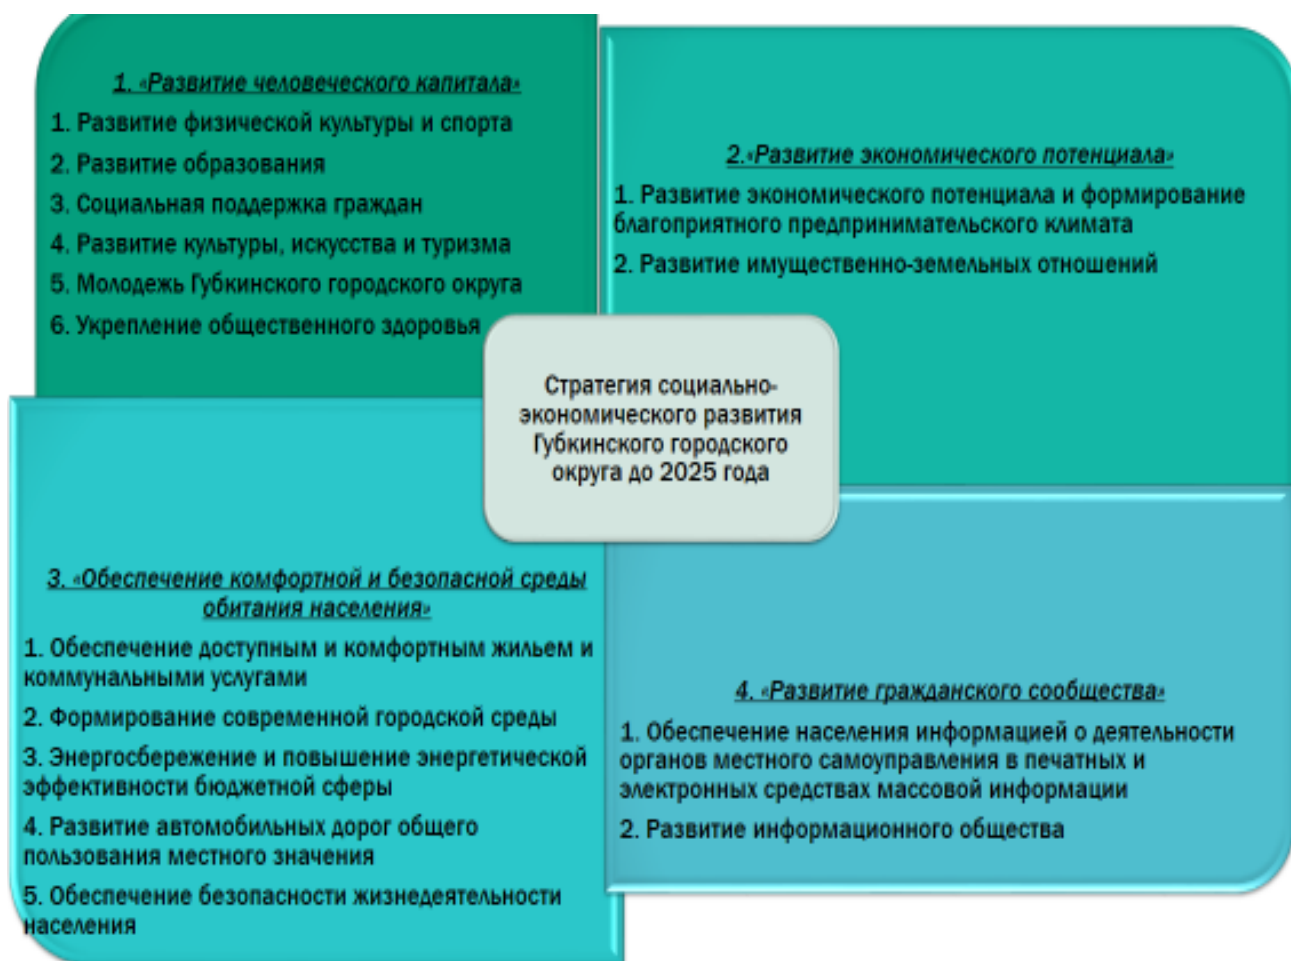 1. «Развитие человеческого капитала»
1. Развитие физической культуры и спорта
2. Развитие образования
3. Социальная поддержка граждан
4. Развитие культуры, искусства и туризма
5. Молодежь Губкинского городского округа
6. Укрепление общественного здоровья
2.«Развитие экономического потенциала»
1. Развитие экономического потенциала и формирование
благоприятного предпринимательского климата
2. Развитие имущественно-земельных отношений
Стратегия социально-
экономического развития
Губкинского городского
округа до 2025 года
3. «Обеспечение комфортной и безопасной среды
обитания населения»
1. Обеспечение доступным и комфортным жильем и
коммунальными услугами
2. Формирование современной городской среды
3. Энергосбережение и повышение энергетической
эффективности бюджетной сферы
4. Развитие автомобильных дорог общего
пользования местного значения
5. Обеспечение безопасности жизнедеятельности
населения
4. «Развитие гражданского сообщества»
1. Обеспечение населения информацией о деятельности
органов местного самоуправления в печатных и
электронных средствах массовой информации
2. Развитие информационного общества